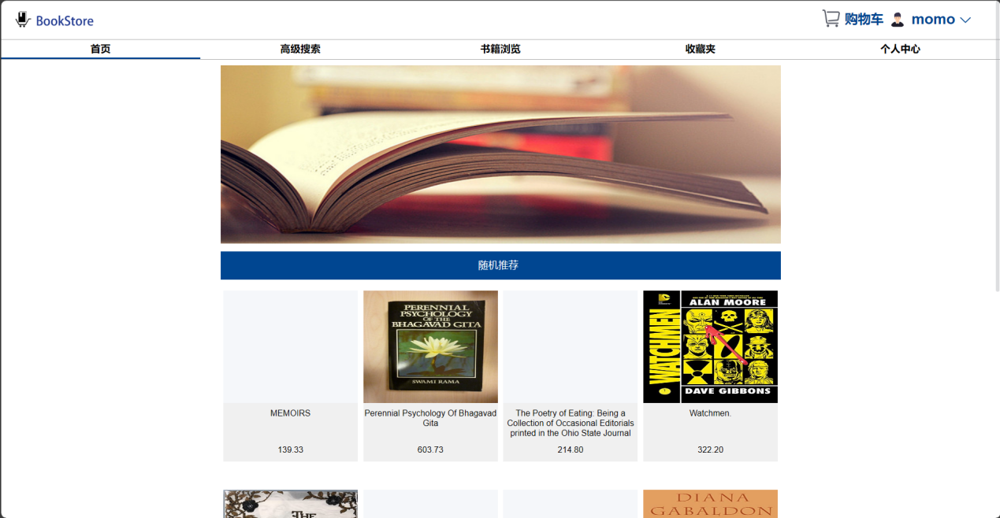 BookStore
购物车
momo
首页 高级搜索 书籍浏览 收藏夹 个人中心
随机推荐
PERENNIAL
PSYCHOLOGY
OF THE
BHAGAVAD GITA
SWAMI RAMA
ALAN MOORE
WATCHMEN
DAVE GIBBONS
MEMOIRS
139.33
Perennial Psychology Of Bhagavad
Gita
603.73
The Poetry of Eating: Being a
Collection of Occasional Editorials
printed in the Ohio State Journal
214.80
Watchmen.
322.20
THE
DIANA
GABALDON